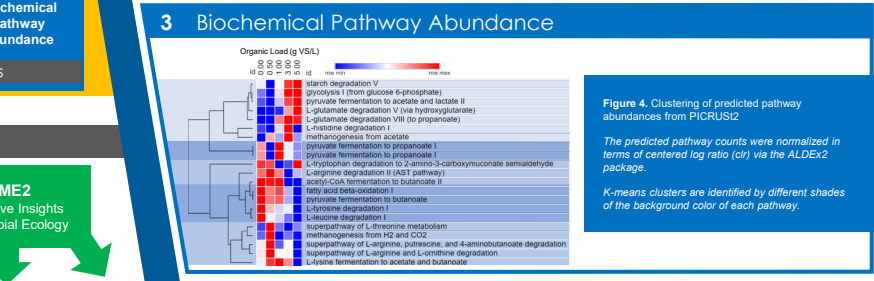 chemical
athway
undance
S
ME2
ve Insights
bial Ecology
3 Biochemical Pathway Abundance
Organic Load (g VS/L)
id 0.00 0.50 1.00 3.00 5.00 id row min row max
starch degradation V
glycolysis I (from glucose 6-phosphate)
pyruvate fermentation to acetate and lactate II
L-glutamate degradation V (via hydroxyglutarate)
L-glutamate degradation VIII (to propanoate)
L-histidine degradation I
methanogenesis from acetate
pyruvate fermentation to propanoate I
pyruvate fermentation to propanoate I
L-tryptophan degradation to 2-amino-3-carboxymuconate semialdehyde
L-arginine degradation II (AST pathway)
acetyl-CoA fermentation to butanoate II
fatty acid beta-oxidation I
pyruvate fermentation to butanoate
L-tyrosine degradation I
L-leucine degradation I
superpathway of L-threonine metabolism
methanogenesis from H2 and CO2
superpathway of L-arginine, putrescine, and 4-aminobutanoate degradation
superpathway of L-arginine and L-ornithine degradation
L-lysine fermentation to acetate and butanoate
Figure 4. Clustering of predicted pathway
abundances from PICRUSt2
The predicted pathway counts were normalized in
terms of centered log ratio (clr) via the ALDEx2
package.
K-means clusters are identified by different shades
of the background color of each pathway.